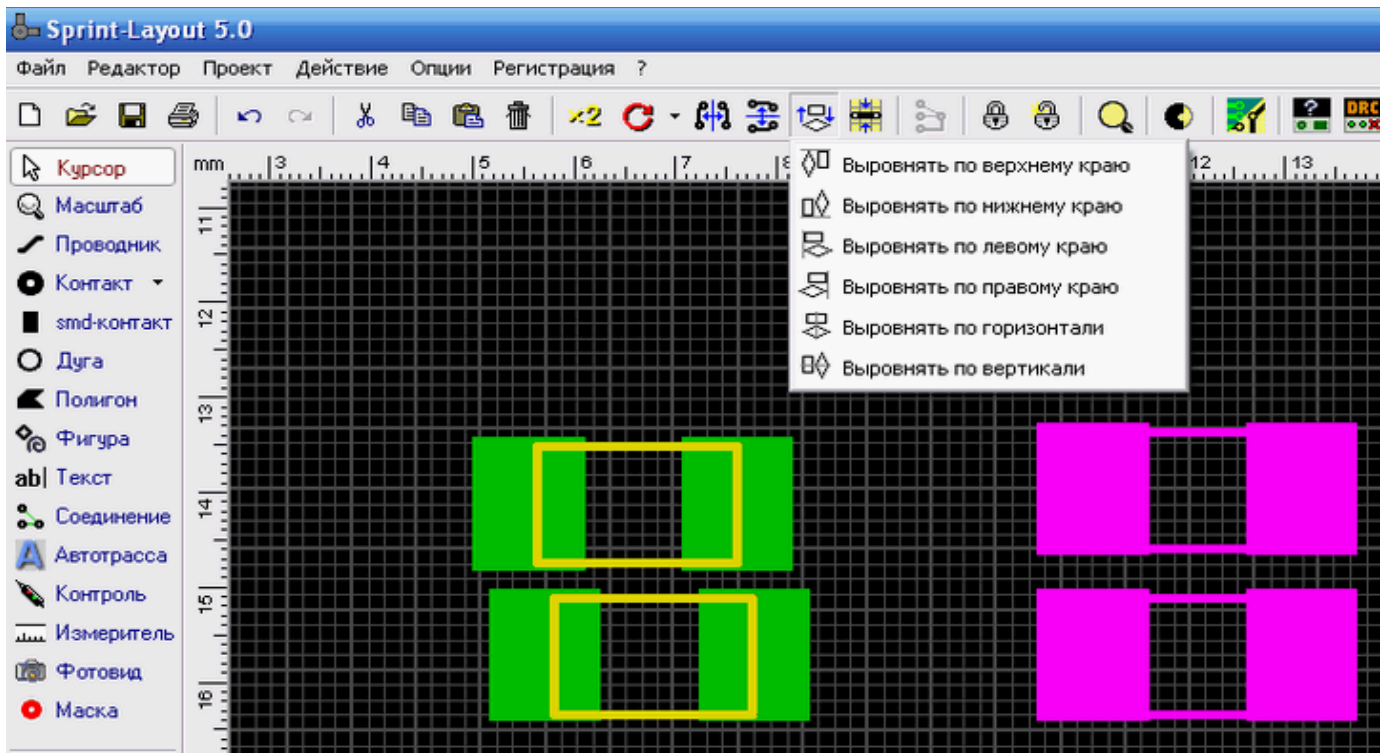 Sprint-Layout 5.0
Файл Редактор Проект Действие Опции Регистрация ?
×2
DRC
Курсор
Масштаб
Проводник
Контакт
smd-контакт
Дуга
Полигон
Фигура
ab| Текст
Соединение
Автотрасса
Контроль
Измеритель
Фотовид
Маска
mm 3 4 5 6 7 8 12 13
11
12
13
14
15
16
Выровнять по верхнему краю
Выровнять по нижнему краю
Выровнять по левому краю
Выровнять по правому краю
Выровнять по горизонтали
Выровнять по вертикали